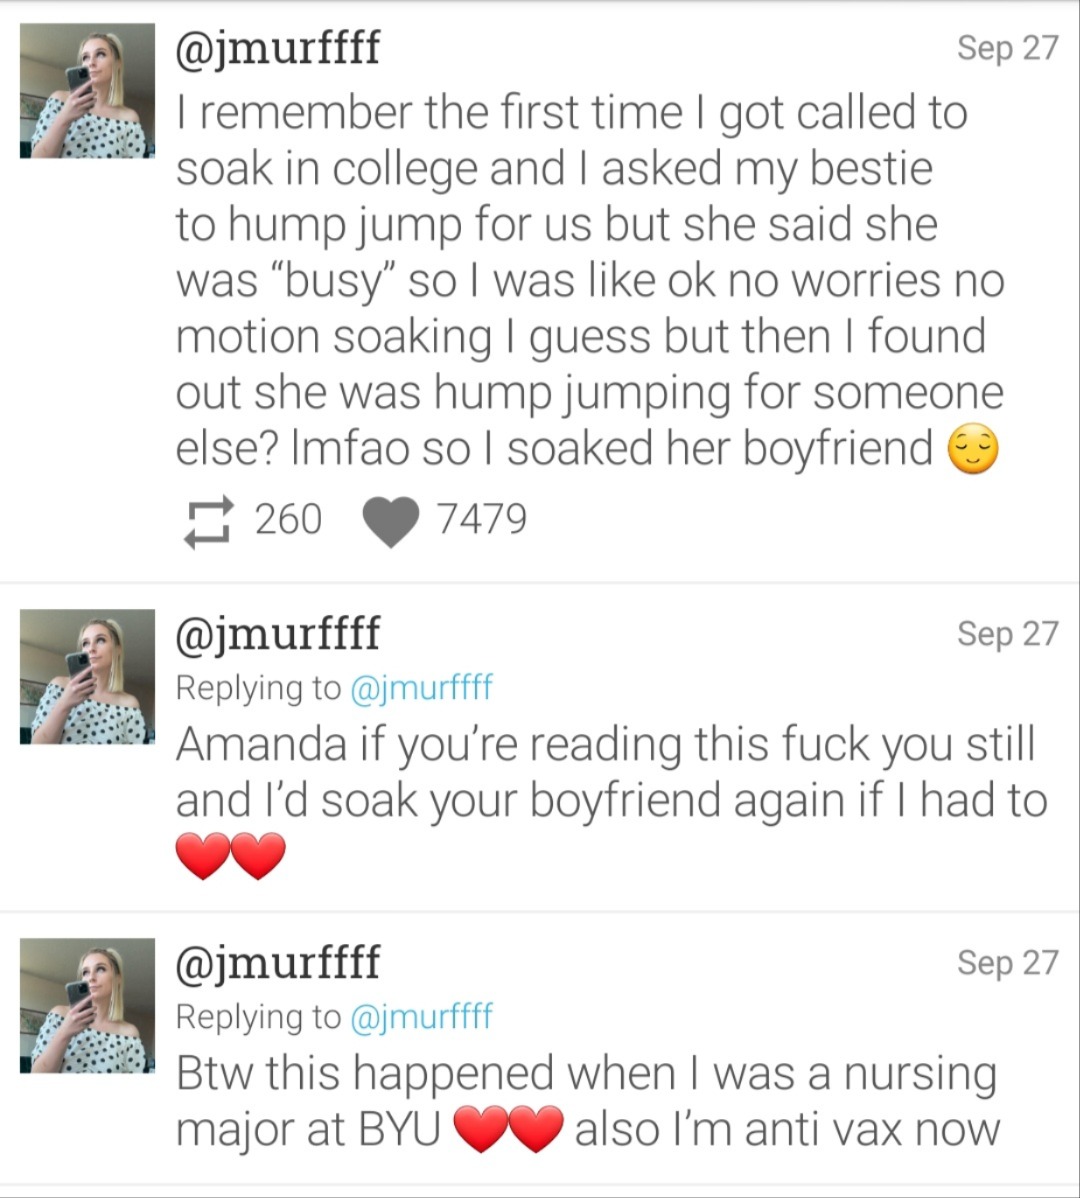 @jmurffff Sep 27
I remember the first time I got called to
soak in college and I asked my bestie
to hump jump for us but she said she
was “busy” so I was like ok no worries no
motion soaking I guess but then I found
out she was hump jumping for someone
else? lmfao so I soaked her boyfriend 😌
260 7479
@jmurffff Sep 27
Replying to @jmurffff
Amanda if you’re reading this fuck you still
and I’d soak your boyfriend again if I had to
❤️❤️
@jmurffff Sep 27
Replying to @jmurffff
Btw this happened when I was a nursing
major at BYU ❤️❤️ also I’m anti vax now